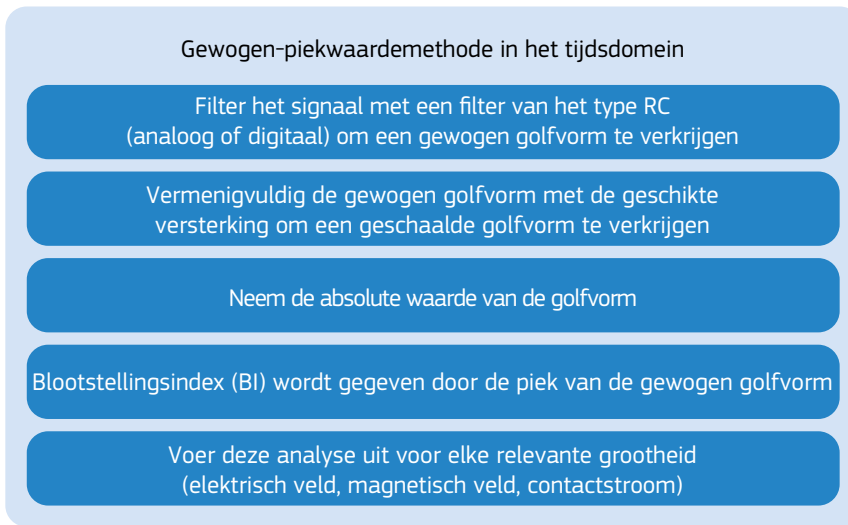 Gewogen-piekwaardemethode in het tijdsdomein
Filter het signaal met een filter van het type RC
(analoog of digitaal) om een gewogen golfvorm te verkrijgen
Vermenigvuldig de gewogen golfvorm met de geschikte
versterking om een geschaalde golfvorm te verkrijgen
Neem de absolute waarde van de golfvorm
Blootstellingsindex (BI) wordt gegeven door de piek van de gewogen golfvorm
Voer deze analyse uit voor elke relevante grootheid
(elektrisch veld, magnetisch veld, contactstroom)